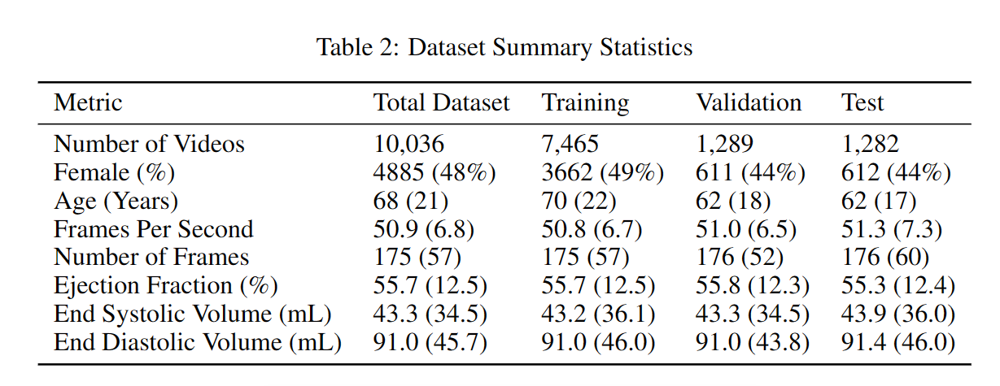 Table 2: Dataset Summary Statistics
Metric Total Dataset Training Validation Test
Number of Videos 10,036 7,465 1,289 1,282
Female (%) 4885 (48%) 3662 (49%) 611 (44%) 612 (44%)
Age (Years) 68 (21) 70 (22) 62 (18) 62 (17)
Frames Per Second 50.9 (6.8) 50.8 (6.7) 51.0 (6.5) 51.3 (7.3)
Number of Frames 175 (57) 175 (57) 176 (52) 176 (60)
Ejection Fraction (%) 55.7 (12.5) 55.7 (12.5) 55.8 (12.3) 55.3 (12.4)
End Systolic Volume (mL) 43.3 (34.5) 43.2 (36.1) 43.3 (34.5) 43.9 (36.0)
End Diastolic Volume (mL) 91.0 (45.7) 91.0 (46.0) 91.0 (43.8) 91.4 (46.0)